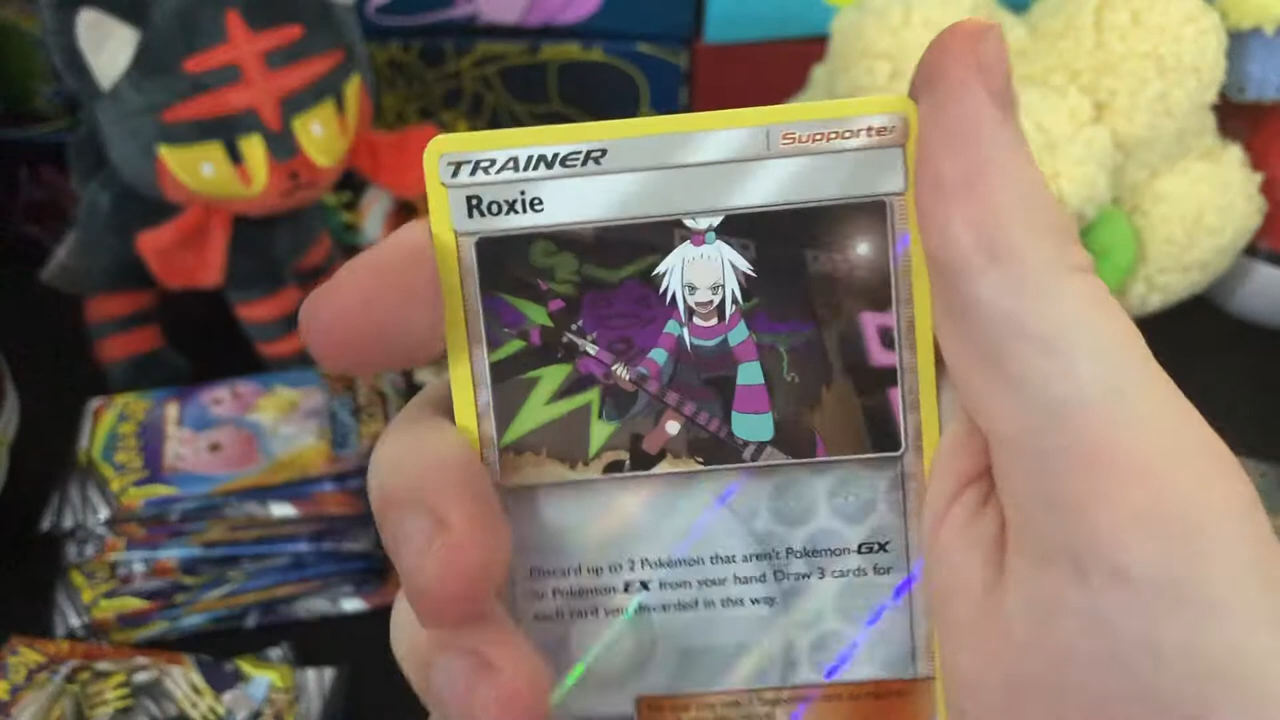 TRAINER
Supporter
Roxie
Discard up to 2 Pokémon that aren't Pokémon-GX
or Pokémon EX from your hand. Draw 3 cards for
each card you discarded in this way.